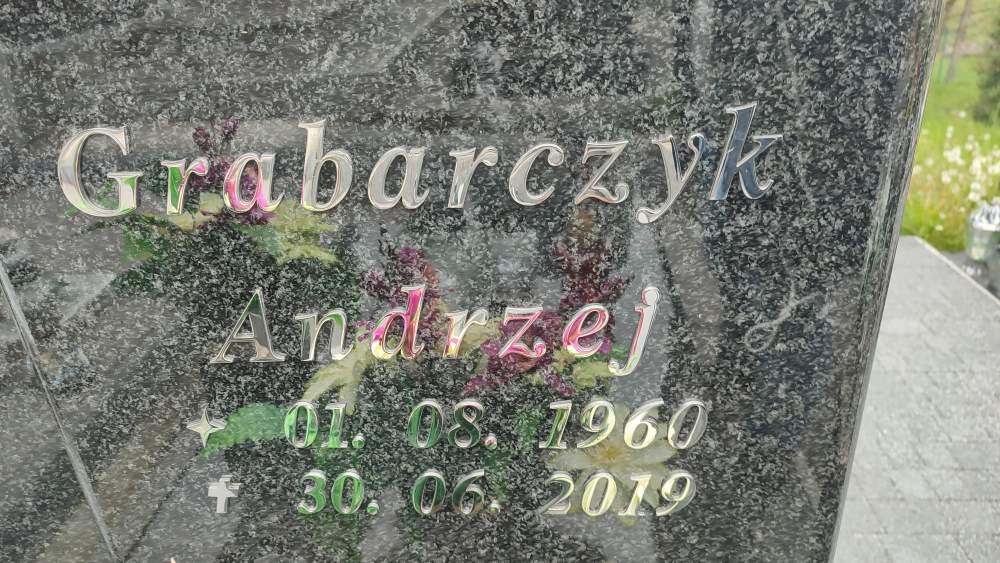 Grabarczyk
Andrzej
01. 08. 1960
30. 06. 2019